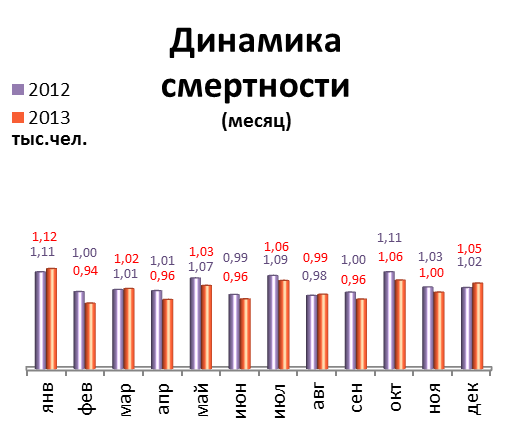 Динамика
смертности
(месяц)
2012
2013
тыс.чел.
1,12
1,11
1,00
0,94
1,02
1,01
1,01
0,96
1,03
1,07
0,99
0,96
1,06
1,09
0,99
0,98
1,00
0,96
1,11
1,06
1,03
1,00
1,05
1,02
янв
фев
мар
апр
май
июн
июл
авг
сен
окт
ноя
дек